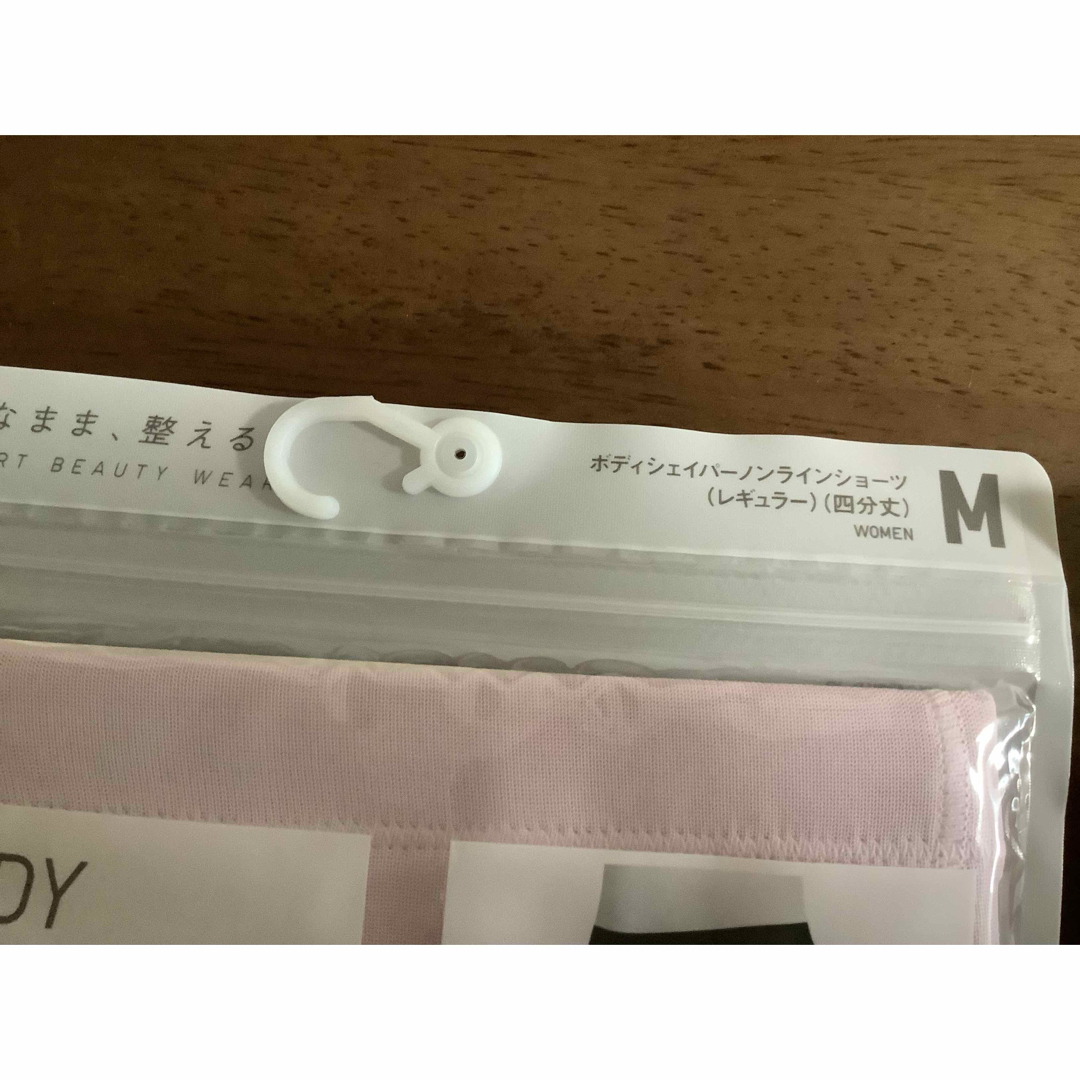 なまま、整える
RT BEAUTY WEAR
ボディシェイパーノンラインショーツ
(レギュラー)(四分丈)
WOMEN
M
DY